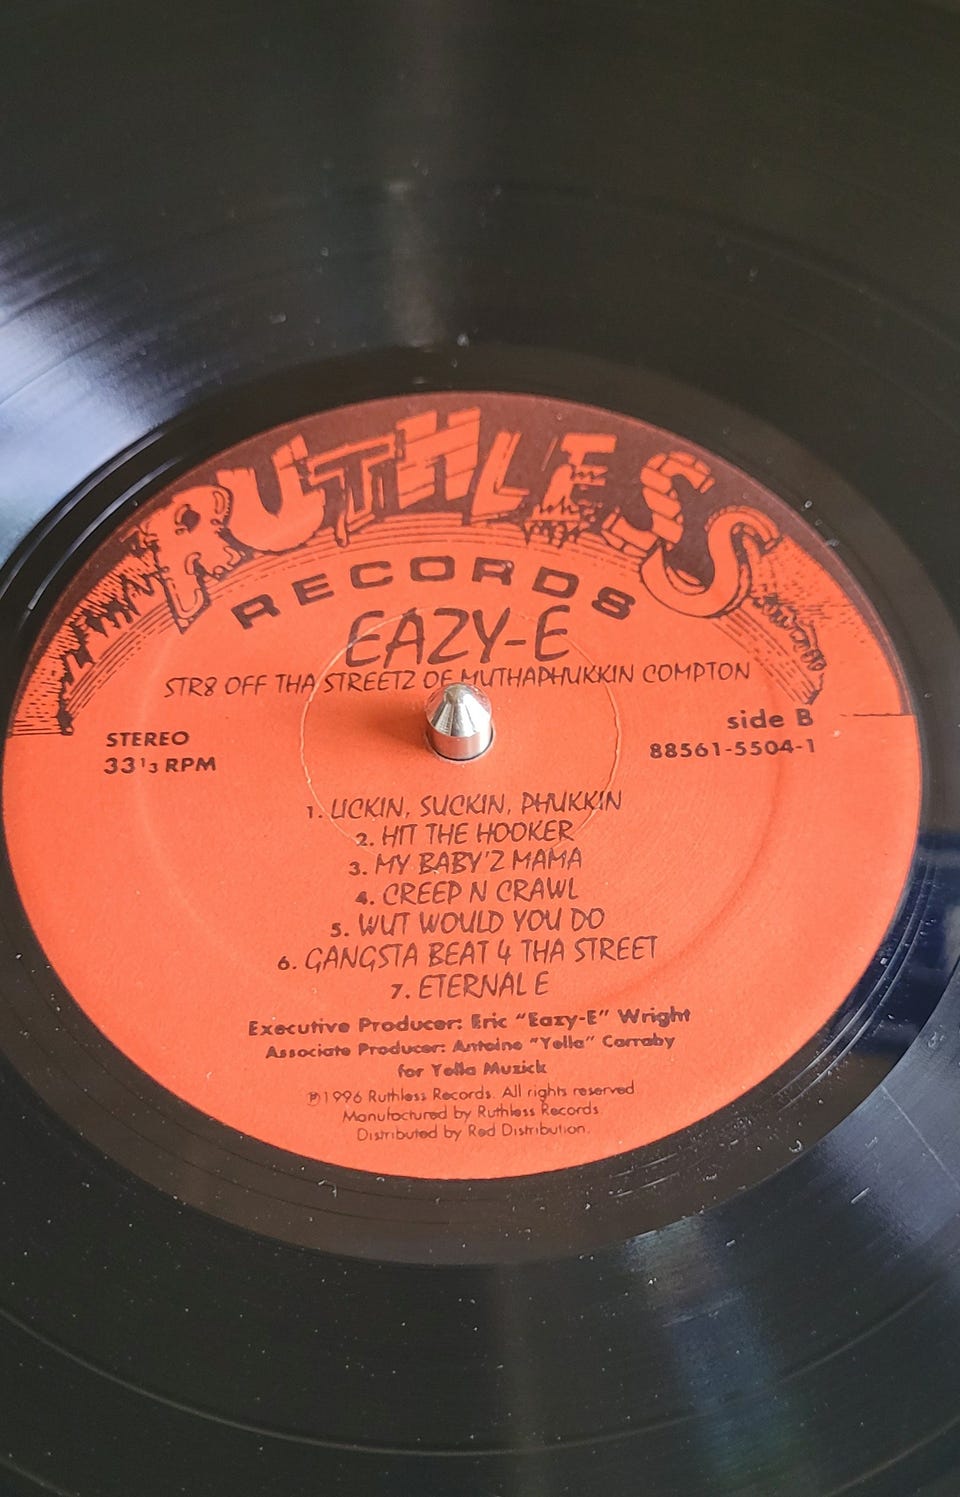 RUTHLESS
RECORDS
EAZY-E
STR8 OFF THA STREETZ OF MUTHAPHUKKIN COMPTON
STEREO
33 1/3 RPM
side B
88561-5504-1
1. LICKIN, SUCKIN, PHUKKIN
2. HIT THE HOOKER
3. MY BABY'Z MAMA
4. CREEP N CRAWL
5. WUT WOULD YOU DO
6. GANGSTA BEAT 4 THA STREET
7. ETERNAL E
Executive Producer: Eric "Eazy-E" Wright
Associate Producer: Antoine "Yella" Carraby
for Yella Muzick
℗1996 Ruthless Records. All rights reserved
Manufactured by Ruthless Records
Distributed by Red Distribution.